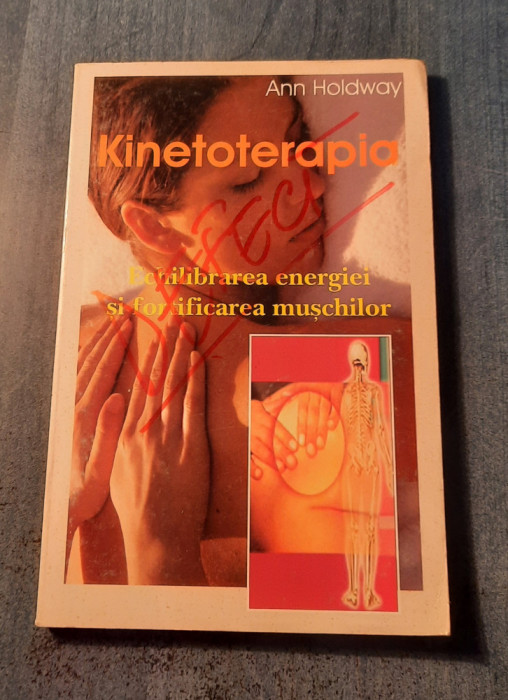 Ann Holdway
Kinetoterapia
Echilibrarea energiei
și fortificarea mușchilor
DEFECT